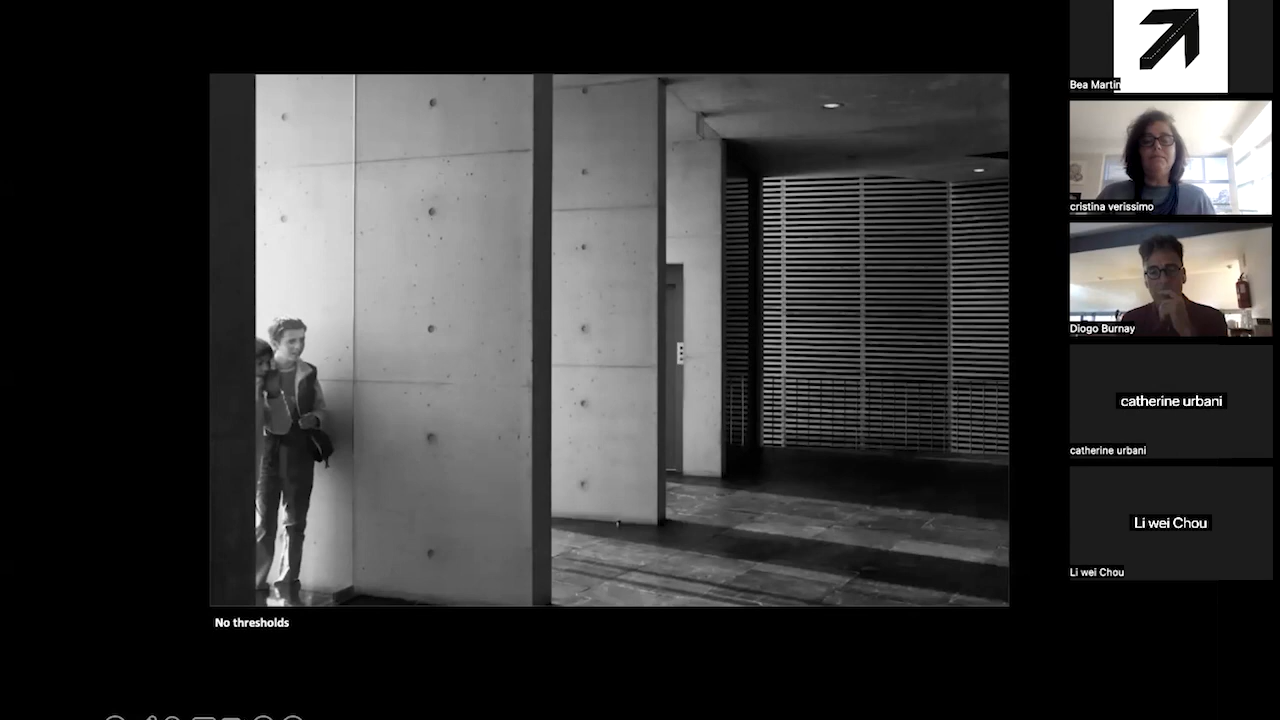 No thresholds
Bea Martin
cristina verissimo
Diogo Burnay
catherine urbani
catherine urbani
Li wei Chou
Li wei Chou